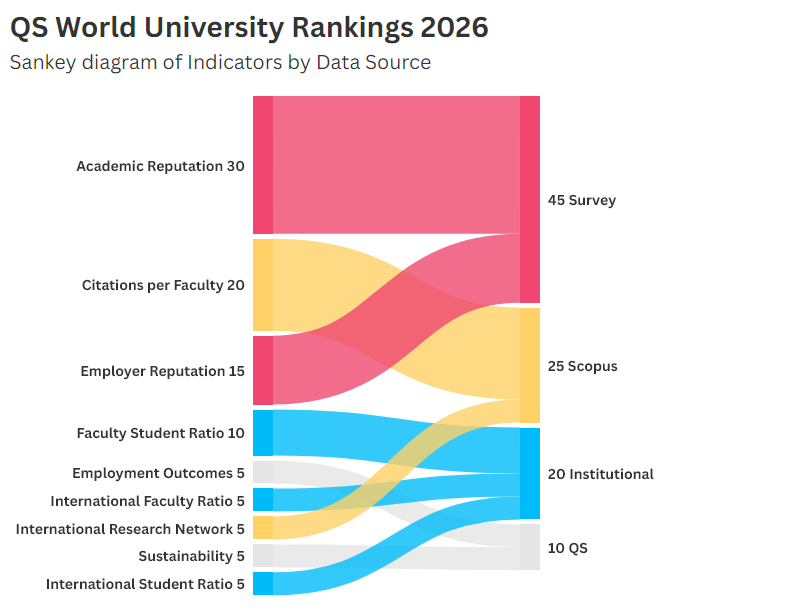 QS World University Rankings 2026
Sankey diagram of Indicators by Data Source
Academic Reputation 30
45 Survey
Citations per Faculty 20
Employer Reputation 15
25 Scopus
Faculty Student Ratio 10
Employment Outcomes 5
20 Institutional
International Faculty Ratio 5
International Research Network 5
Sustainability 5
10 QS
International Student Ratio 5